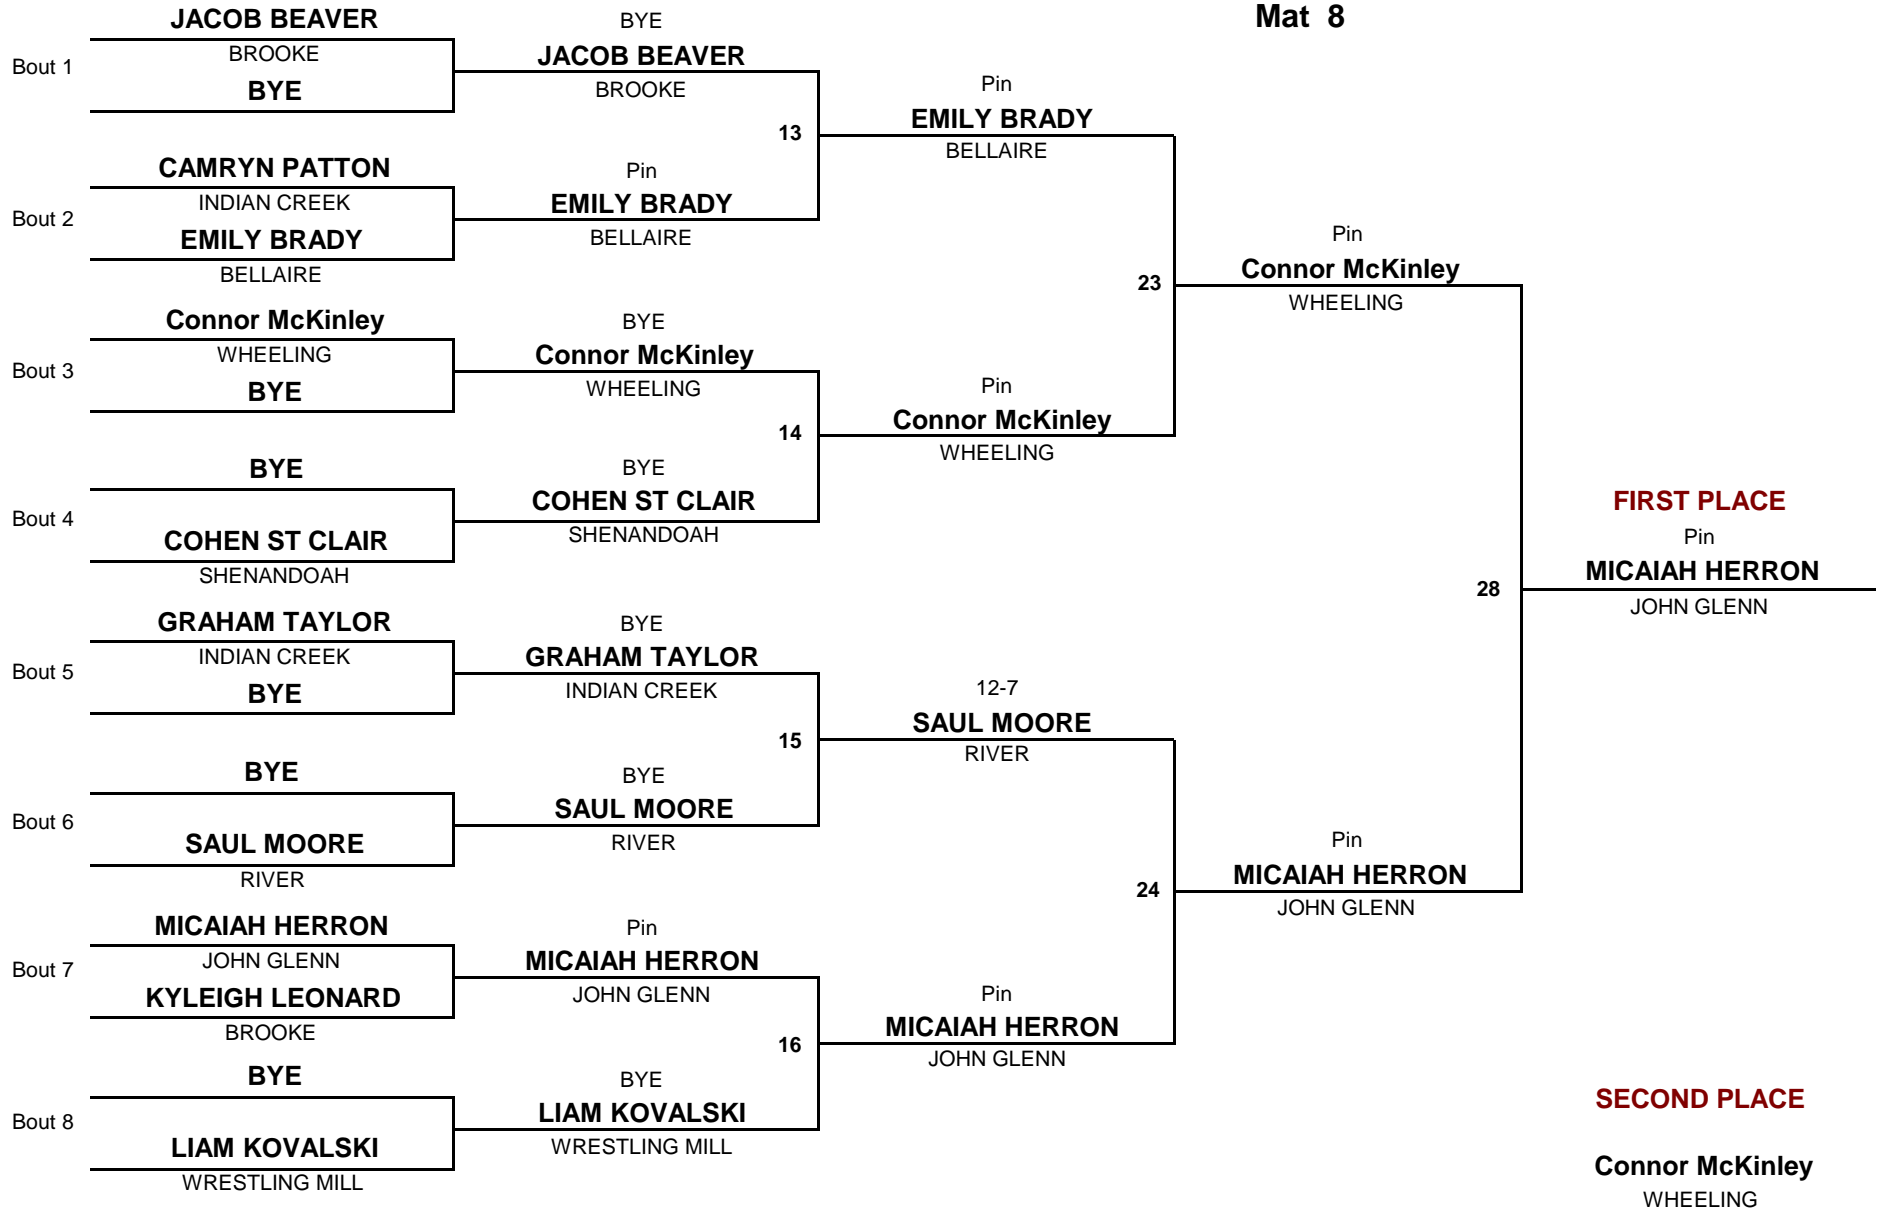 Mat 8
JACOB BEAVER
BROOKE
Bout 1
BYE
CAMRYN PATTON
INDIAN CREEK
Bout 2
EMILY BRADY
BELLAIRE
Connor McKinley
WHEELING
Bout 3
BYE
BYE
Bout 4
COHEN ST CLAIR
SHENANDOAH
GRAHAM TAYLOR
INDIAN CREEK
Bout 5
BYE
BYE
Bout 6
SAUL MOORE
RIVER
MICAIAH HERRON
JOHN GLENN
Bout 7
KYLEIGH LEONARD
BROOKE
BYE
Bout 8
LIAM KOVALSKI
WRESTLING MILL
BYE
JACOB BEAVER
BROOKE
13
Pin
EMILY BRADY
BELLAIRE
BYE
Connor McKinley
WHEELING
14
BYE
COHEN ST CLAIR
SHENANDOAH
BYE
GRAHAM TAYLOR
INDIAN CREEK
15
BYE
SAUL MOORE
RIVER
Pin
MICAIAH HERRON
JOHN GLENN
16
BYE
LIAM KOVALSKI
WRESTLING MILL
Pin
EMILY BRADY
BELLAIRE
23
Pin
Connor McKinley
WHEELING
12-7
SAUL MOORE
RIVER
24
Pin
MICAIAH HERRON
JOHN GLENN
Pin
Connor McKinley
WHEELING
28
Pin
MICAIAH HERRON
JOHN GLENN
FIRST PLACE
Pin
MICAIAH HERRON
JOHN GLENN
SECOND PLACE
Connor McKinley
WHEELING